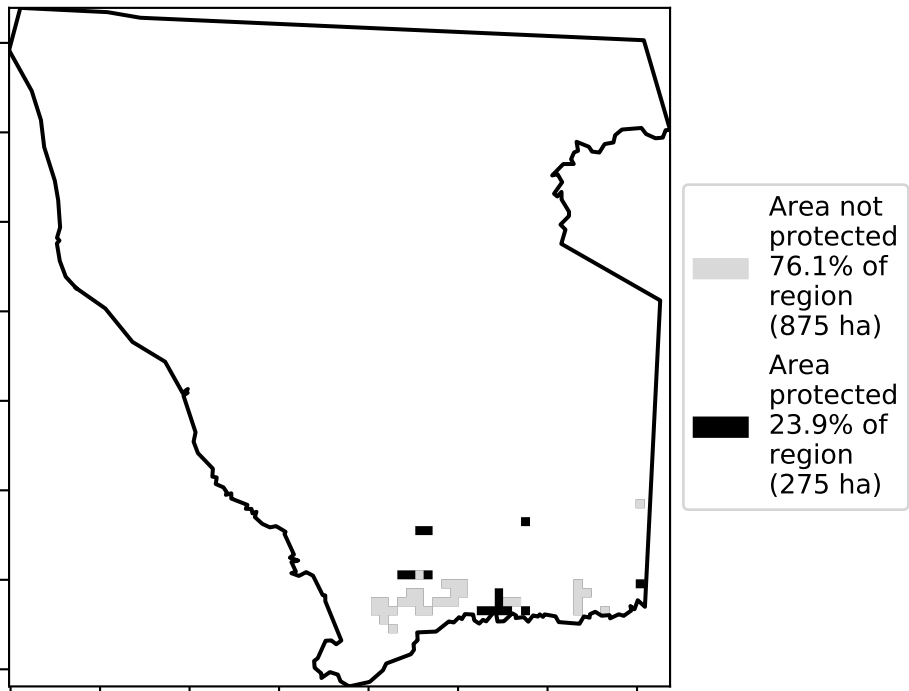 Area not
protected
76.1% of
region
(875 ha)
Area
protected
23.9% of
region
(275 ha)